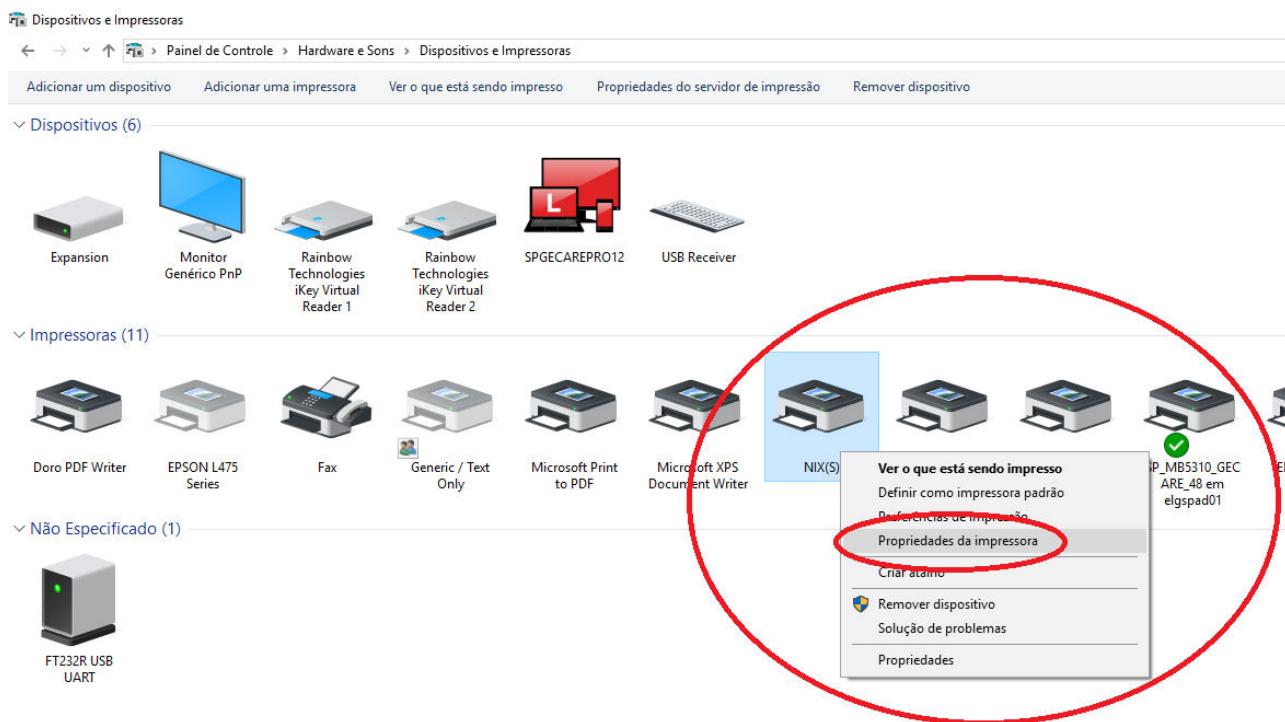 Dispositivos e Impressoras
Painel de Controle > Hardware e Sons > Dispositivos e Impressoras
Adicionar um dispositivo Adicionar uma impressora Ver o que está sendo impresso Propriedades do servidor de impressão Remover dispositivo
Dispositivos (6)
Expansion
Monitor
Genérico PnP
Rainbow
Technologies
iKey Virtual
Reader 1
Rainbow
Technologies
iKey Virtual
Reader 2
L
SPGECAREPRO12
USB Receiver
Impressoras (11)
Doro PDF Writer
EPSON L475
Series
Fax
Generic / Text
Only
Microsoft Print
to PDF
Microsoft XPS
Document Writer
NIX(S)
SP_MB5310_GEC
ARE_48 em
elgspad01
Ver o que está sendo impresso
Definir como impressora padrão
Preferências de impressão
Propriedades da impressora
Criar atalho
Remover dispositivo
Solução de problemas
Propriedades
Não Especificado (1)
FT232R USB
UART